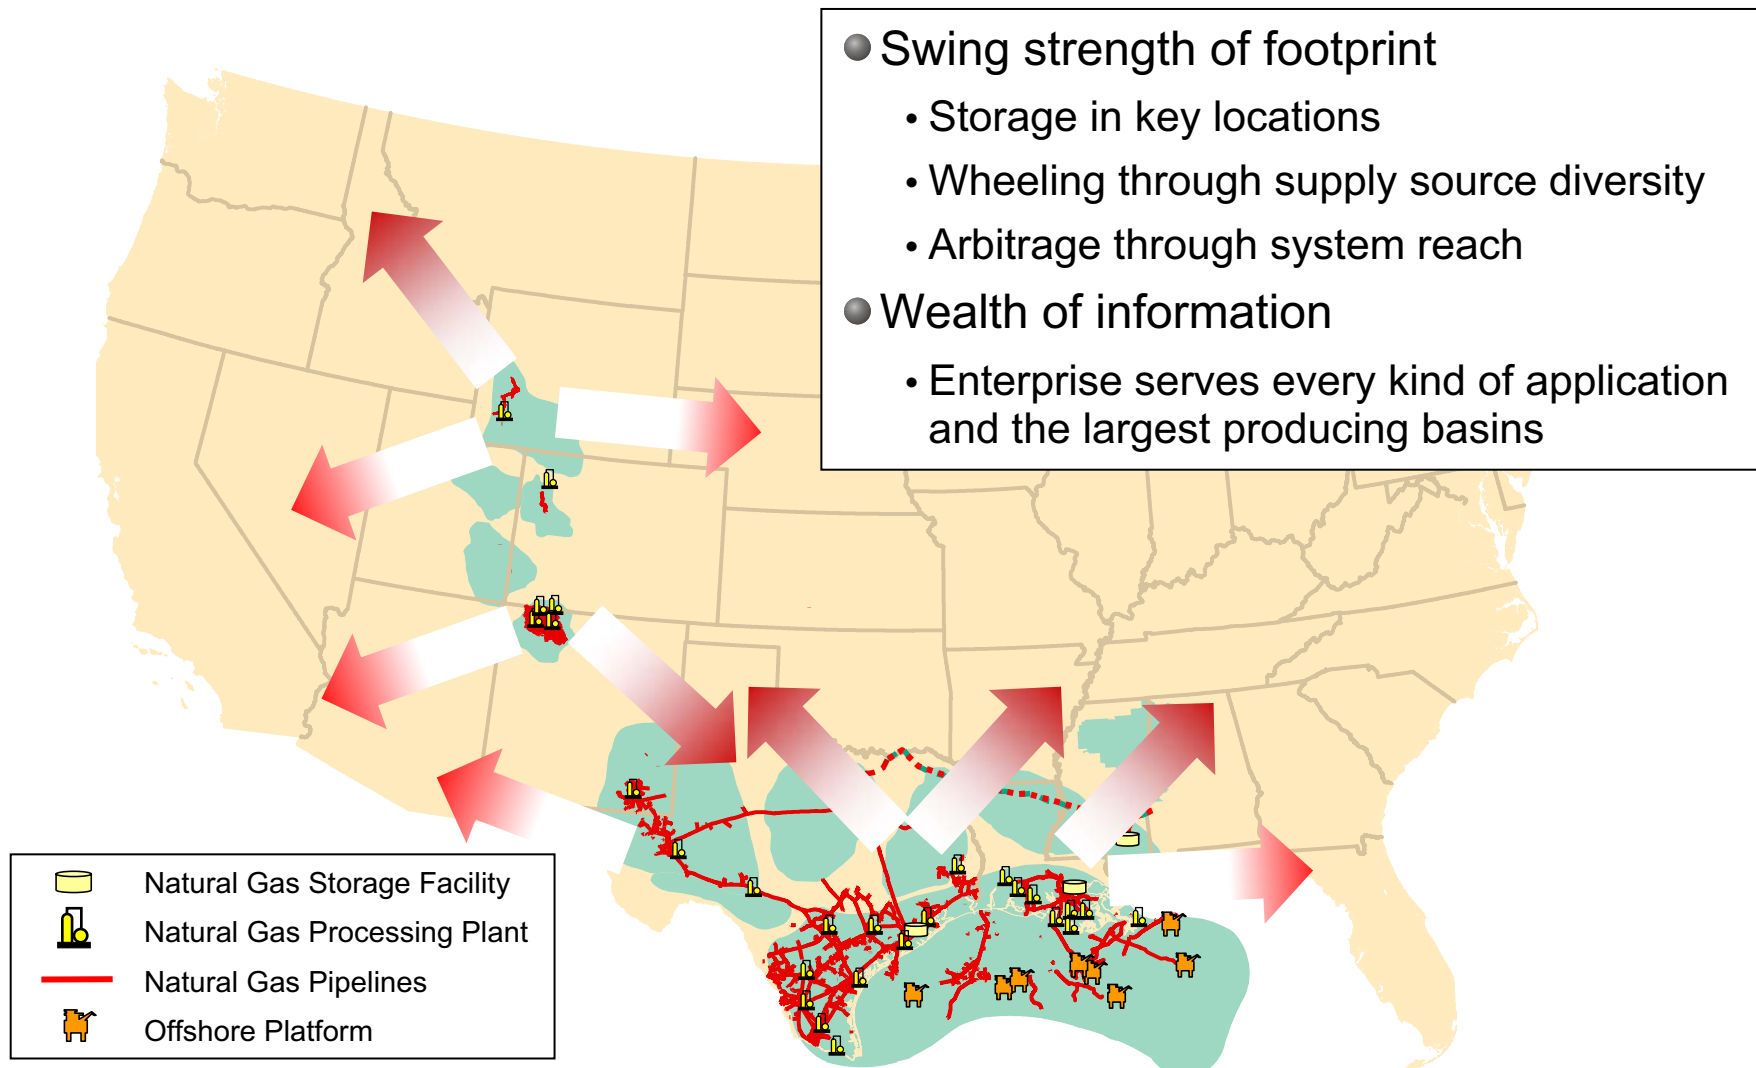 Swing strength of footprint
• Storage in key locations
• Wheeling through supply source diversity
• Arbitrage through system reach
Wealth of information
• Enterprise serves every kind of application
and the largest producing basins
Natural Gas Storage Facility
Natural Gas Processing Plant
Natural Gas Pipelines
Offshore Platform